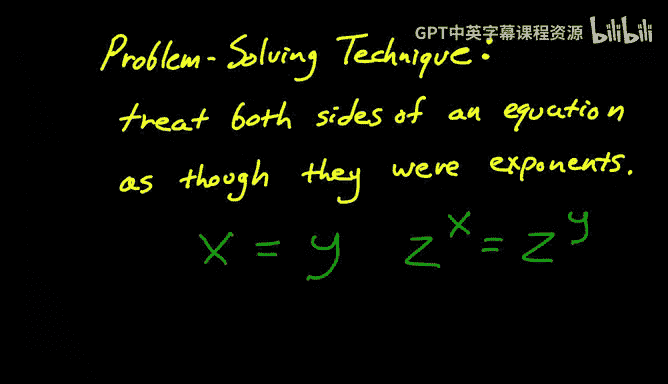 GPT中英字幕课程资源 bilibili
Problem-Solving Technique:
treat both sides of an equation
as though they were exponents.
x = y  z^x = z^y